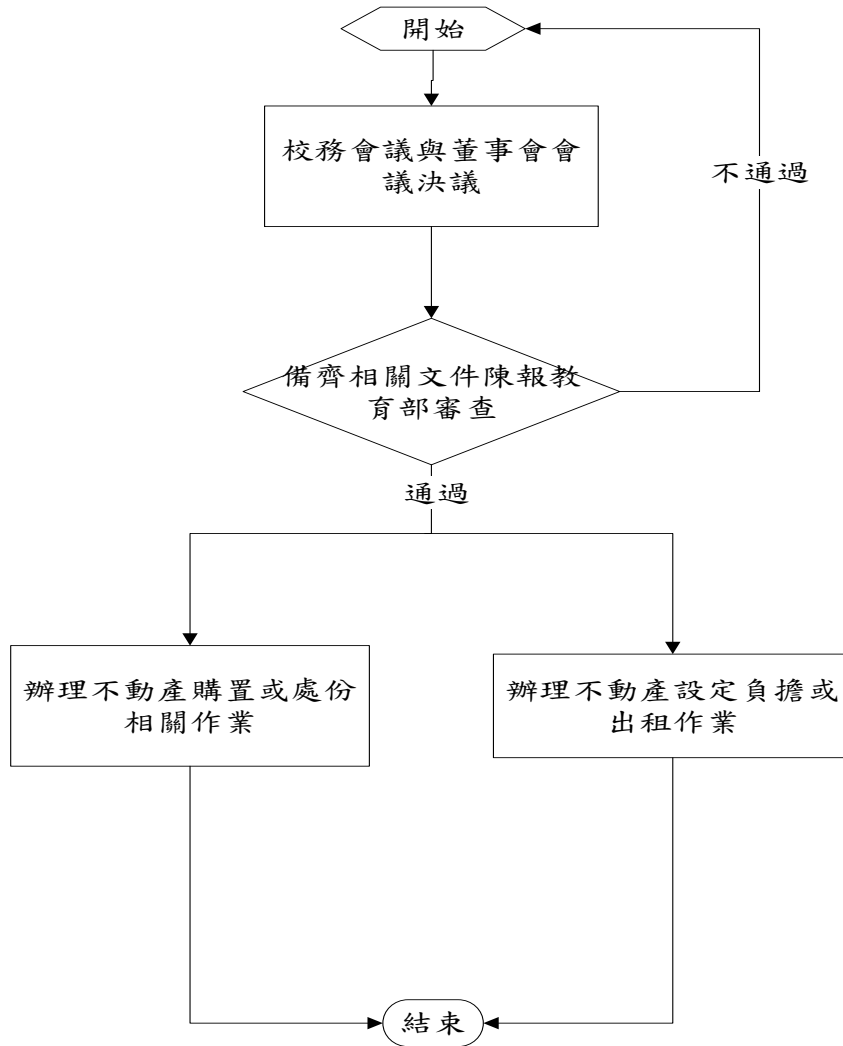 開始
校務會議與董事會會
議決議
不通過
備齊相關文件陳報教
育部審查
通過
辦理不動產購置或處份
相關作業
辦理不動產設定負擔或
出租作業
結束